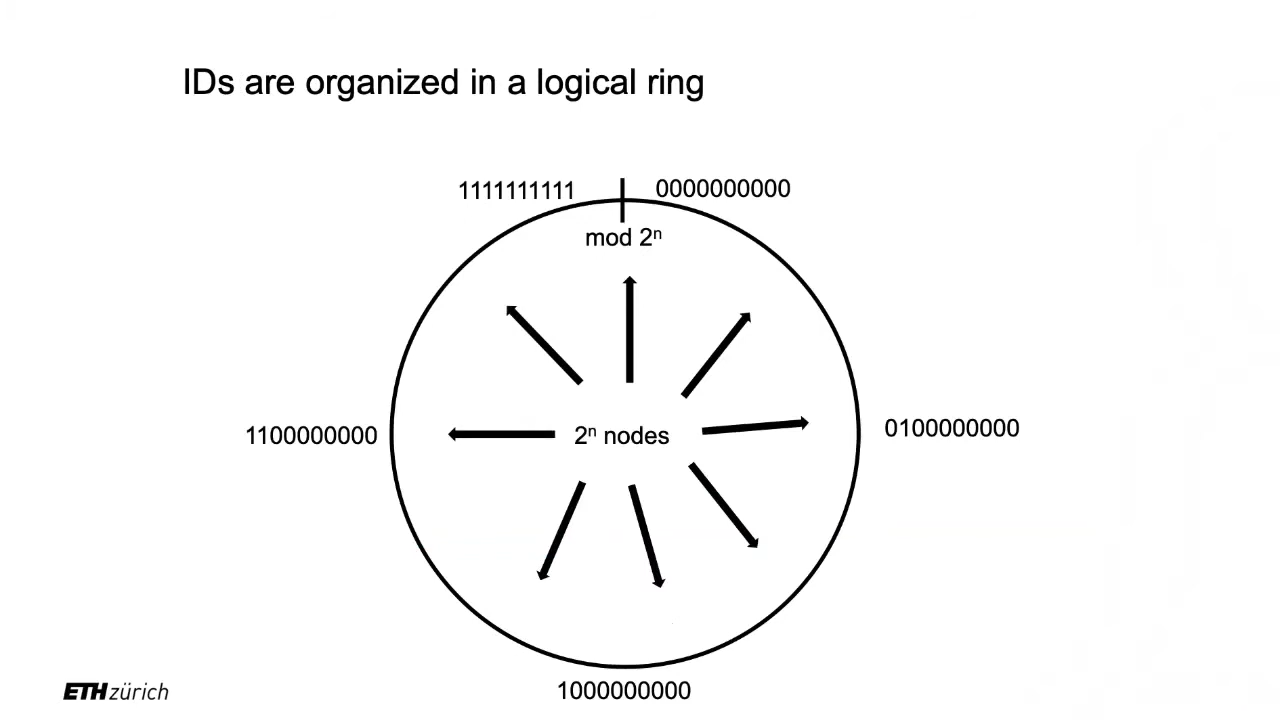 IDs are organized in a logical ring
1111111111 0000000000
mod 2ⁿ
1100000000 2ⁿ nodes 0100000000
1000000000
ETH zürich